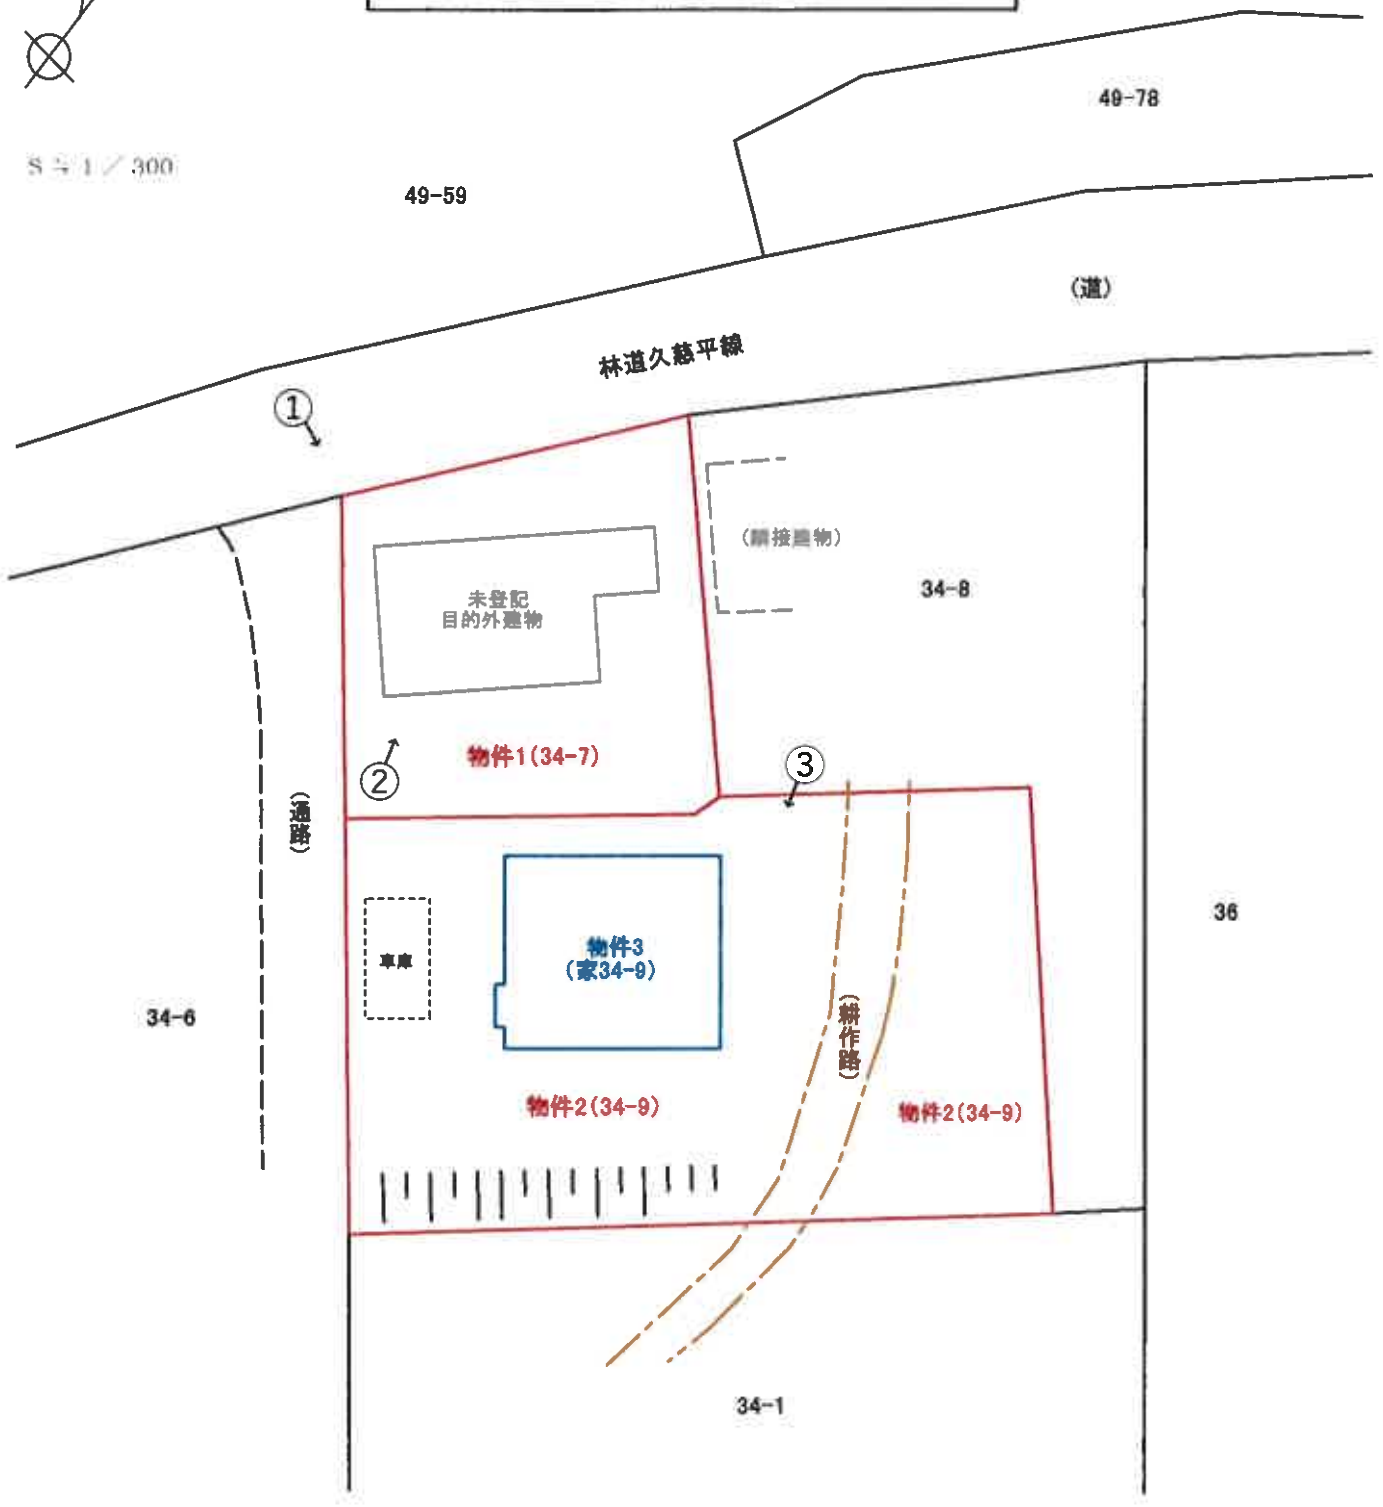 49-78
S ≒ 1 / 300
49-59
(道)
林道久慈平線
①
(隣接建物)
34-8
未登記
目的外建物
物件1(34-7)
②
③
(通路)
36
物件3
(家34-9)
車庫
34-6
(耕作路)
物件2(34-9)
物件2(34-9)
34-1